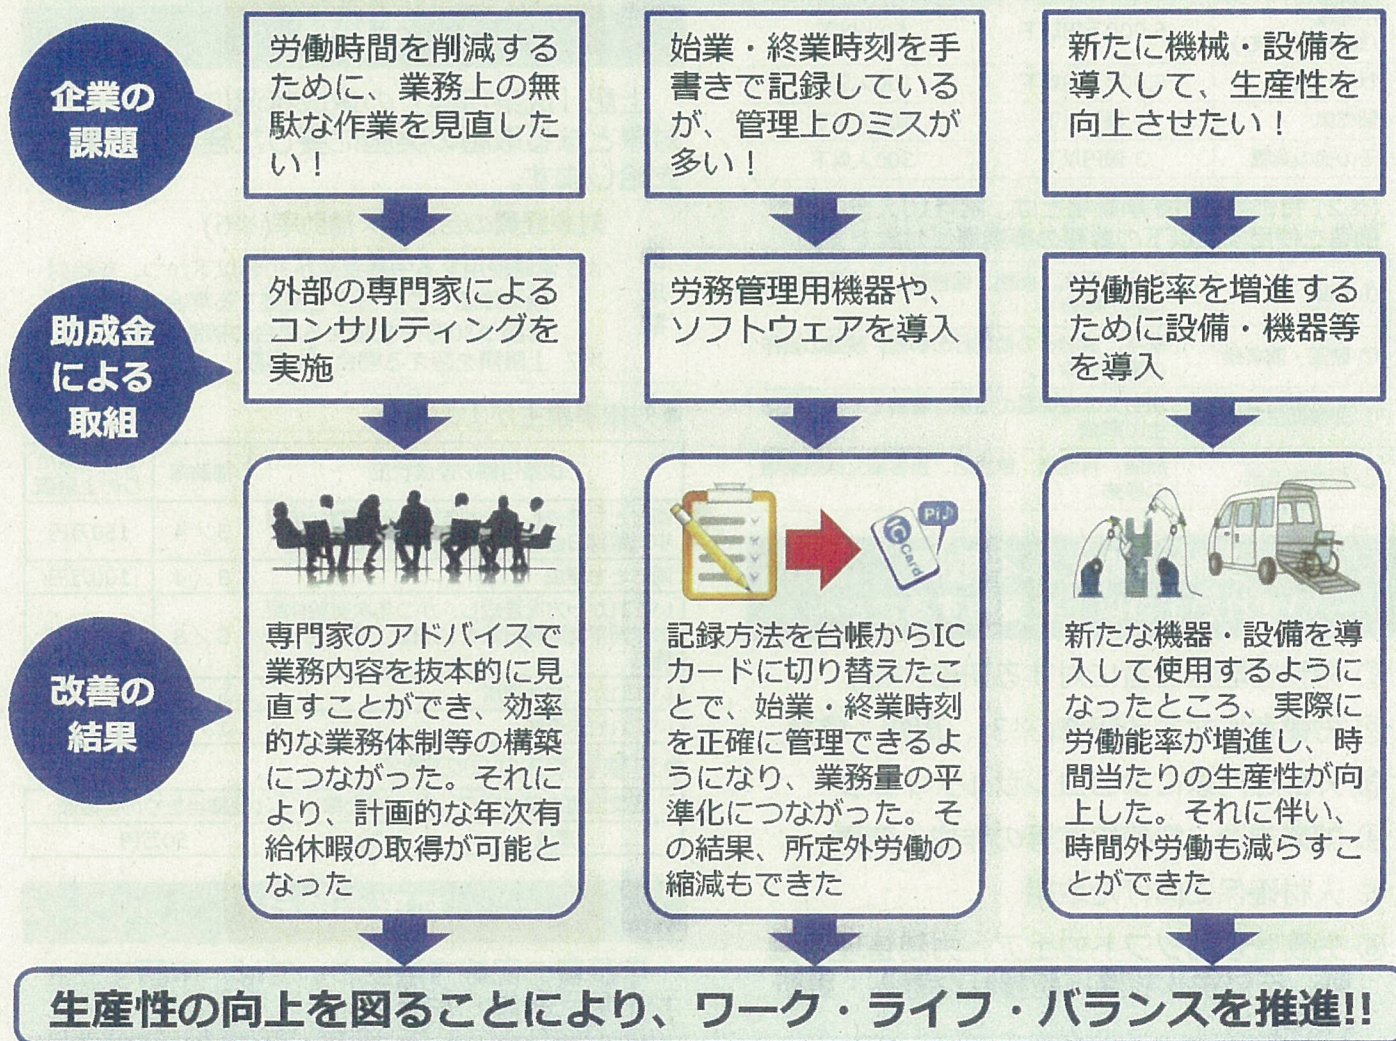 企業の
課題
労働時間を削減する
ために、業務上の無
駄な作業を見直した
い！
始業・終業時刻を手
書きで記録している
が、管理上のミスが
多い！
新たに機械・設備を
導入して、生産性を
向上させたい！
助成金
による
取組
外部の専門家による
コンサルティングを
実施
労務管理用機器や、
ソフトウェアを導入
労働能率を増進する
ために設備・機器等
を導入
改善の
結果
専門家のアドバイスで
業務内容を抜本的に見
直すことができ、効率
的な業務体制等の構築
につながった。それに
より、計画的な年次有
給休暇の取得が可能と
なった
Pi♪
IC
Card
記録方法を台帳からIC
カードに切り替えたこ
とで、始業・終業時刻
を正確に管理できるよ
うになり、業務量の平
準化につながった。そ
の結果、所定外労働の
縮減もできた
新たな機器・設備を導
入して使用するように
なったところ、実際に
労働能率が増進し、時
間当たりの生産性が向
上した。それに伴い、
時間外労働も減らすこ
とができた
生産性の向上を図ることにより、ワーク・ライフ・バランスを推進!!